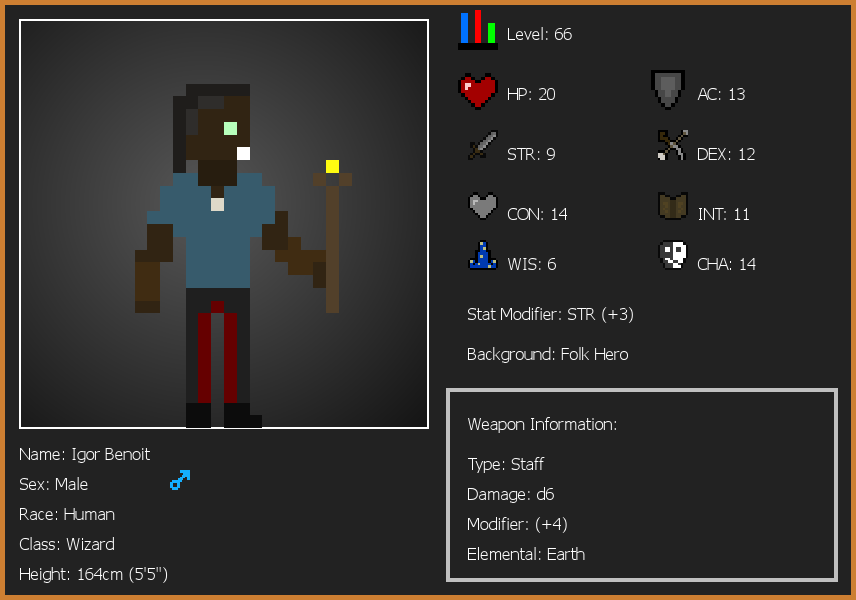 Level: 66
HP: 20
AC: 13
STR: 9
DEX: 12
CON: 14
INT: 11
WIS: 6
CHA: 14
Stat Modifier: STR (+3)
Background: Folk Hero
Weapon Information:
Type: Staff
Damage: d6
Modifier: (+4)
Elemental: Earth
Name: Igor Benoit
Sex: Male
Race: Human
Class: Wizard
Height: 164cm (5'5")